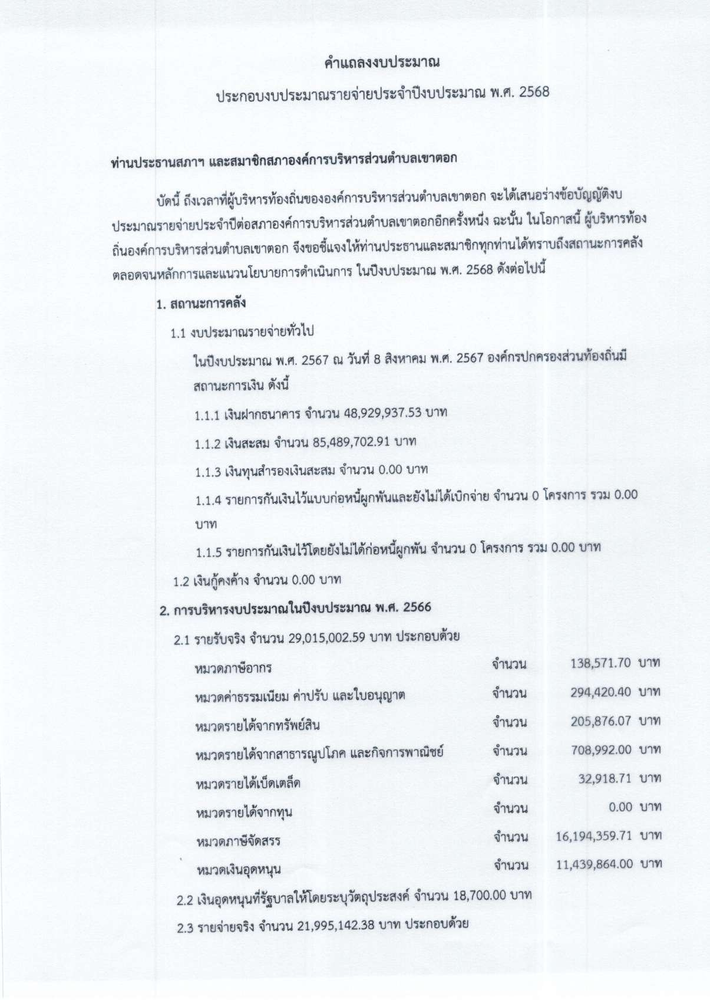 คำแถลงงบประมาณ
ประกอบงบประมาณรายจ่ายประจำปีงบประมาณ พ.ศ. 2568
ท่านประธานสภาฯ และสมาชิกสภาองค์การบริหารส่วนตำบลเขาตอก
บัดนี้ ถึงเวลาที่ผู้บริหารท้องถิ่นขององค์การบริหารส่วนตำบลเขาตอก จะได้เสนอร่างข้อบัญญัติงบ
ประมาณรายจ่ายประจำปีต่อสภาองค์การบริหารส่วนตำบลเขาตอกอีกครั้งหนึ่ง ฉะนั้น ในโอกาสนี้ ผู้บริหารท้อง
ถิ่นองค์การบริหารส่วนตำบลเขาตอก จึงขอชี้แจงให้ท่านประธานและสมาชิกทุกท่านได้ทราบถึงสถานะการคลัง
ตลอดจนหลักการและแนวนโยบายการดำเนินการ ในปีงบประมาณ พ.ศ. 2568 ดังต่อไปนี้
1. สถานะการคลัง
1.1 งบประมาณรายจ่ายทั่วไป
ในปีงบประมาณ พ.ศ. 2567 ณ วันที่ 8 สิงหาคม พ.ศ. 2567 องค์กรปกครองส่วนท้องถิ่นมี
สถานะการเงิน ดังนี้
1.1.1 เงินฝากธนาคาร จำนวน 48,929,937.53 บาท
1.1.2 เงินสะสม จำนวน 85,489,702.91 บาท
1.1.3 เงินทุนสำรองเงินสะสม จำนวน 0.00 บาท
1.1.4 รายการกันเงินไว้แบบก่อหนี้ผูกพันและยังไม่ได้เบิกจ่าย จำนวน 0 โครงการ รวม 0.00
บาท
1.1.5 รายการกันเงินไว้โดยยังไม่ได้ก่อหนี้ผูกพัน จำนวน 0 โครงการ รวม 0.00 บาท
1.2 เงินกู้คงค้าง จำนวน 0.00 บาท
2. การบริหารงบประมาณในปีงบประมาณ พ.ศ. 2566
2.1 รายรับจริง จำนวน 29,015,002.59 บาท ประกอบด้วย
หมวดภาษีอากร จำนวน 138,571.70 บาท
หมวดค่าธรรมเนียม ค่าปรับ และใบอนุญาต จำนวน 294,420.40 บาท
หมวดรายได้จากทรัพย์สิน จำนวน 205,876.07 บาท
หมวดรายได้จากสาธารณูปโภค และกิจการพาณิชย์ จำนวน 708,992.00 บาท
หมวดรายได้เบ็ดเตล็ด จำนวน 32,918.71 บาท
หมวดรายได้จากทุน จำนวน 0.00 บาท
หมวดภาษีจัดสรร จำนวน 16,194,359.71 บาท
หมวดเงินอุดหนุน จำนวน 11,439,864.00 บาท
2.2 เงินอุดหนุนที่รัฐบาลให้โดยระบุวัตถุประสงค์ จำนวน 18,700.00 บาท
2.3 รายจ่ายจริง จำนวน 21,995,142.38 บาท ประกอบด้วย